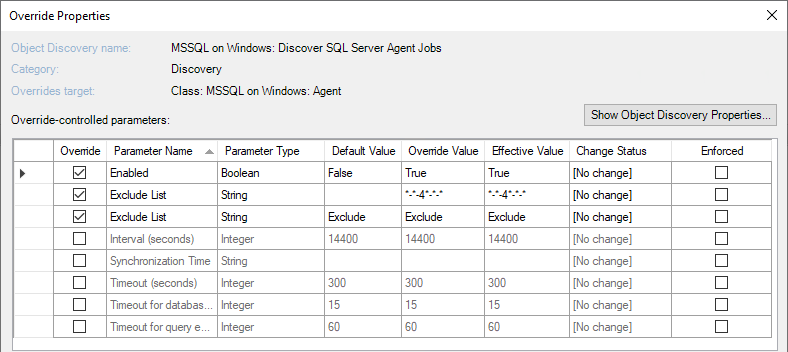 Override Properties
Object Discovery name: MSSQL on Windows: Discover SQL Server Agent Jobs
Category: Discovery
Overrides target: Class: MSSQL on Windows: Agent
Override-controlled parameters:
Show Object Discovery Properties...
Override Parameter Name Parameter Type Default Value Override Value Effective Value Change Status Enforced
Enabled Boolean False True True [No change]
Exclude List String *-*-4*-*-* *-*-4*-*-* [No change]
Exclude List String Exclude Exclude Exclude [No change]
Interval (seconds) Integer 14400 14400 14400 [No change]
Synchronization Time String [No change]
Timeout (seconds) Integer 300 300 300 [No change]
Timeout for databas... Integer 15 15 15 [No change]
Timeout for query e... Integer 60 60 60 [No change]